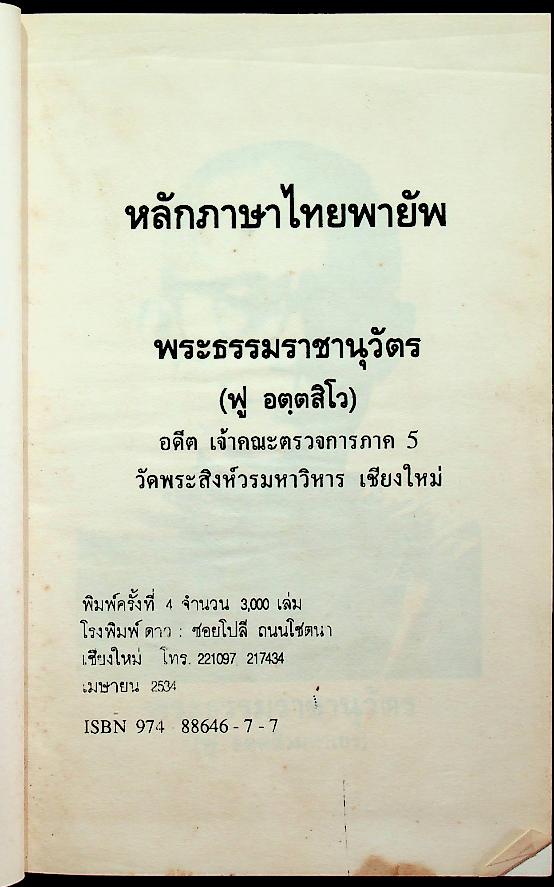 หลักภาษาไทยพายัพ
พระธรรมราชานุวัตร
(ฟู อตฺตสิโว)
อดีต เจ้าคณะตรวจการภาค 5
วัดพระสิงห์วรมหาวิหาร เชียงใหม่
พิมพ์ครั้งที่ 4 จำนวน 3,000 เล่ม
โรงพิมพ์ ดาว : ซอยโปลี ถนนโชตนา
เชียงใหม่ โทร. 221097 217434
เมษายน 2534
ISBN 974 88646 - 7 - 7